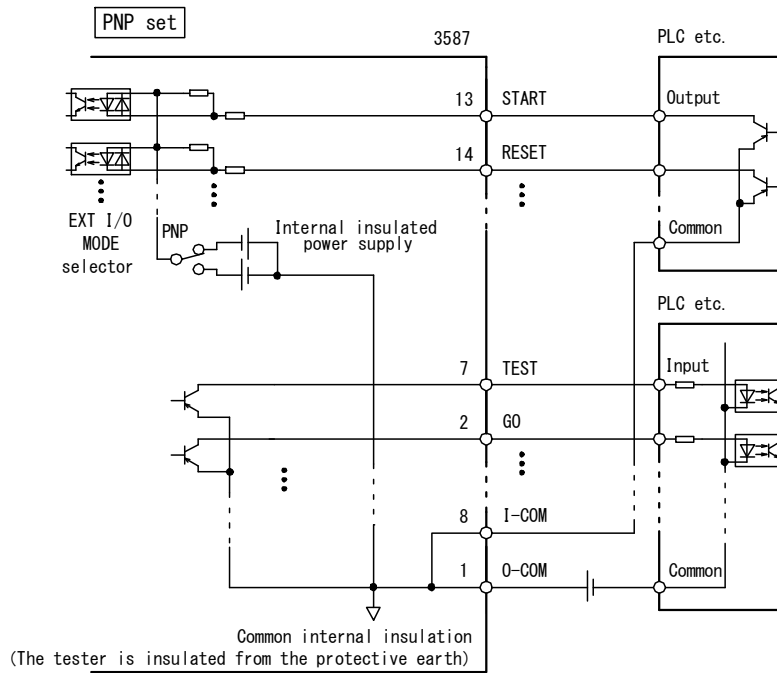 PNP set
3587
PLC etc.
13 START
Output
14 RESET
EXT I/O
MODE
selector
PNP
Internal insulated
power supply
Common
PLC etc.
7 TEST
Input
2 GO
8 I-COM
1 O-COM
Common
Common internal insulation
(The tester is insulated from the protective earth)